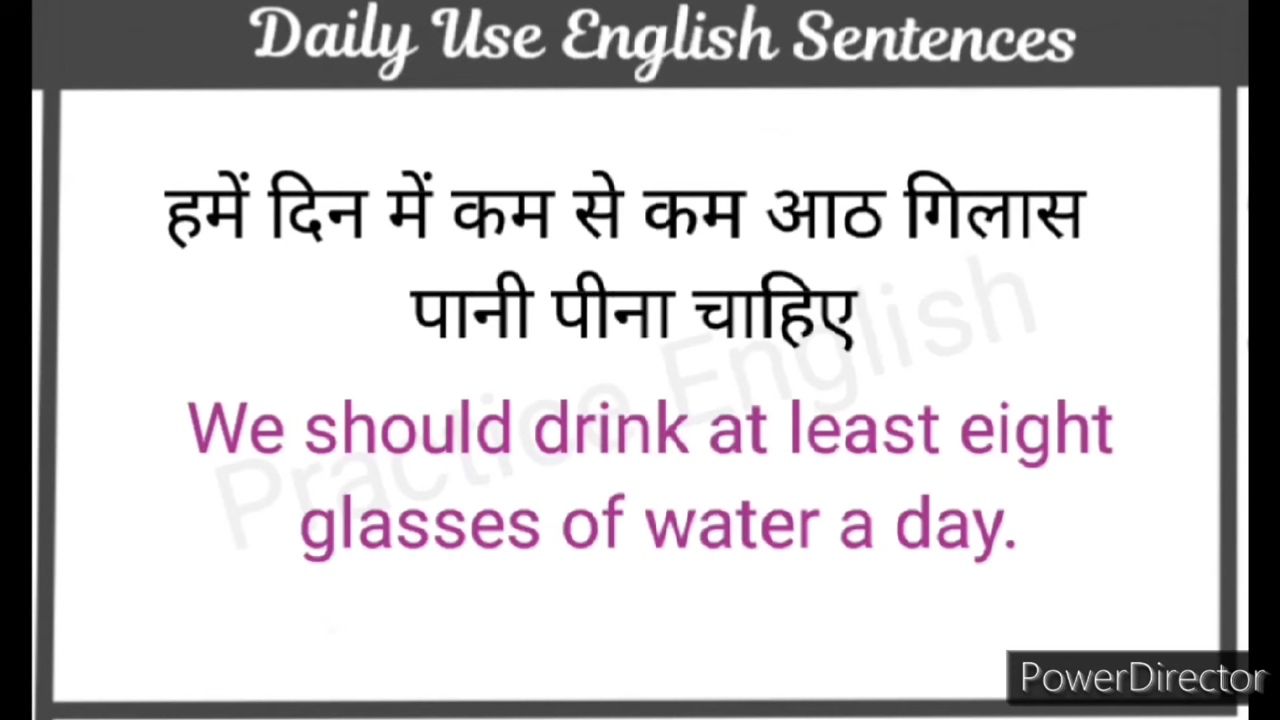 Daily Use English Sentences
हमें दिन में कम से कम आठ गिलास
पानी पीना चाहिए
Practice English
We should drink at least eight
glasses of water a day.
PowerDirector